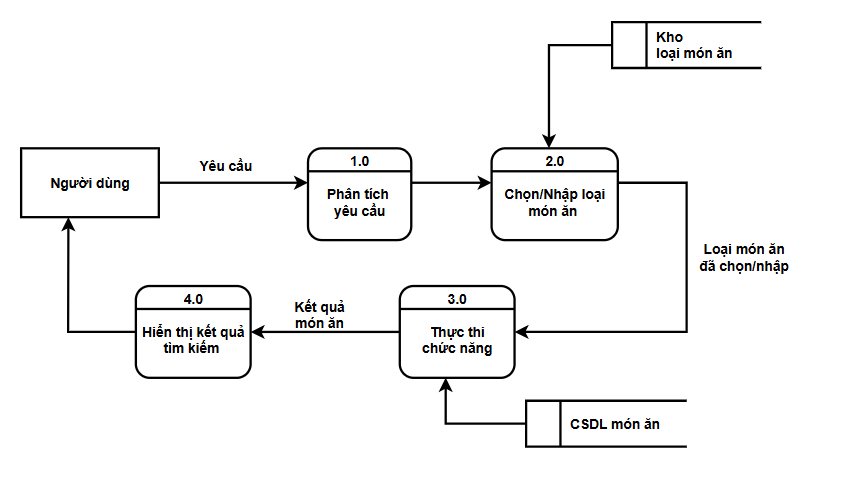 Kho
loại món ăn
Người dùng
Yêu cầu
1.0
Phân tích
yêu cầu
2.0
Chọn/Nhập loại
món ăn
Loại món ăn
đã chọn/nhập
4.0
Hiển thị kết quả
tìm kiếm
Kết quả
món ăn
3.0
Thực thi
chức năng
CSDL món ăn